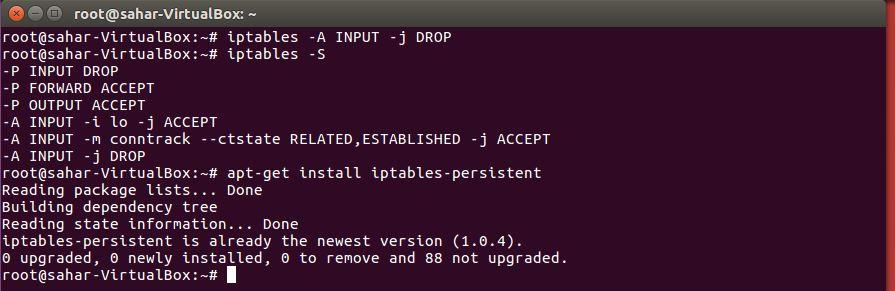 root@sahar-VirtualBox: ~
root@sahar-VirtualBox:~# iptables -A INPUT -j DROP
root@sahar-VirtualBox:~# iptables -S
-P INPUT DROP
-P FORWARD ACCEPT
-P OUTPUT ACCEPT
-A INPUT -i lo -j ACCEPT
-A INPUT -m conntrack --ctstate RELATED,ESTABLISHED -j ACCEPT
-A INPUT -j DROP
root@sahar-VirtualBox:~# apt-get install iptables-persistent
Reading package lists... Done
Building dependency tree
Reading state information... Done
iptables-persistent is already the newest version (1.0.4).
0 upgraded, 0 newly installed, 0 to remove and 88 not upgraded.
root@sahar-VirtualBox:~#